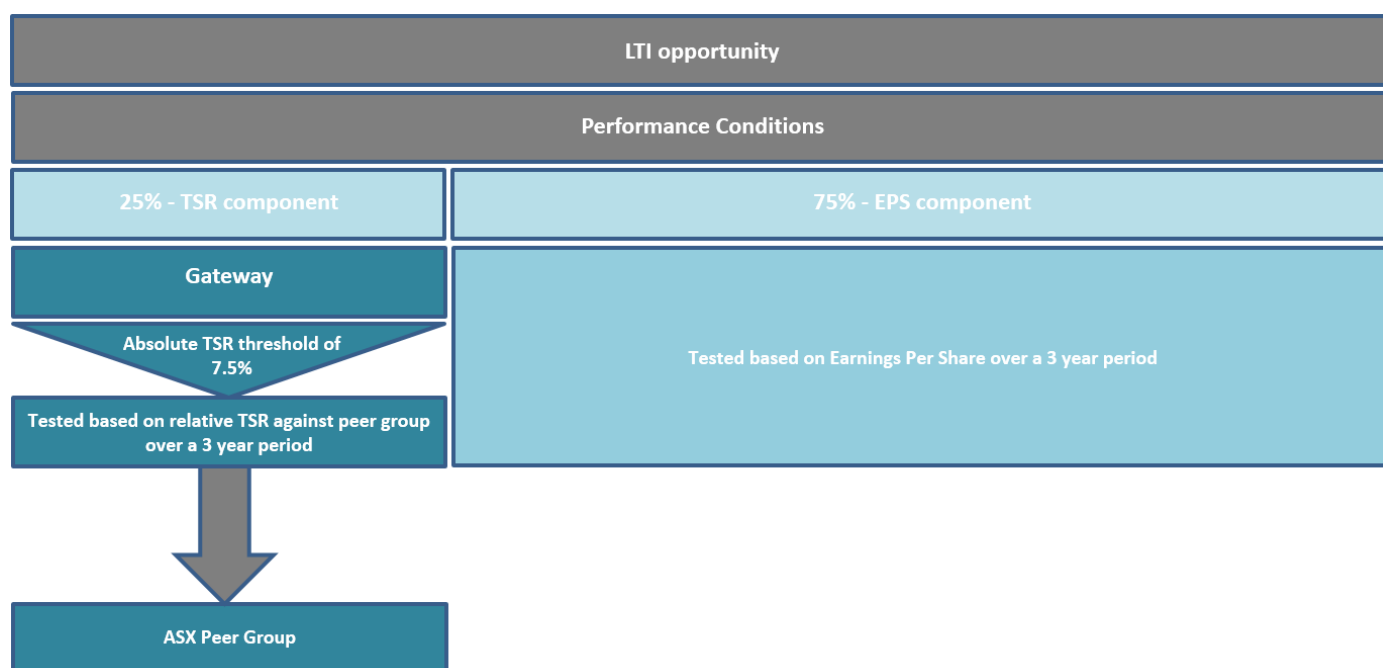 LTI opportunity
Performance Conditions
25% - TSR component
75% - EPS component
Gateway
Absolute TSR threshold of
7.5%
Tested based on Earnings Per Share over a 3 year period
Tested based on relative TSR against peer group
over a 3 year period
ASX Peer Group